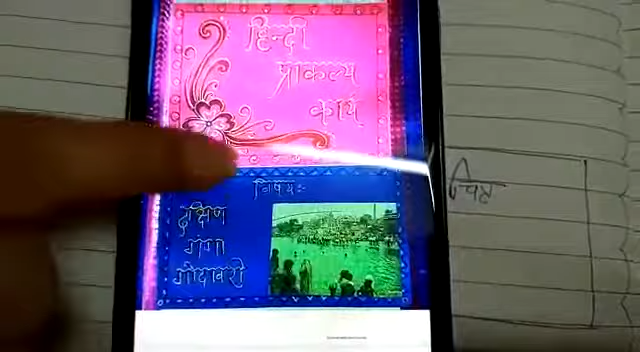 हिन्दी
प्राकल्प
कार्य
विषय:-
दक्षिण
गंगा
गोदावरी
चित्र